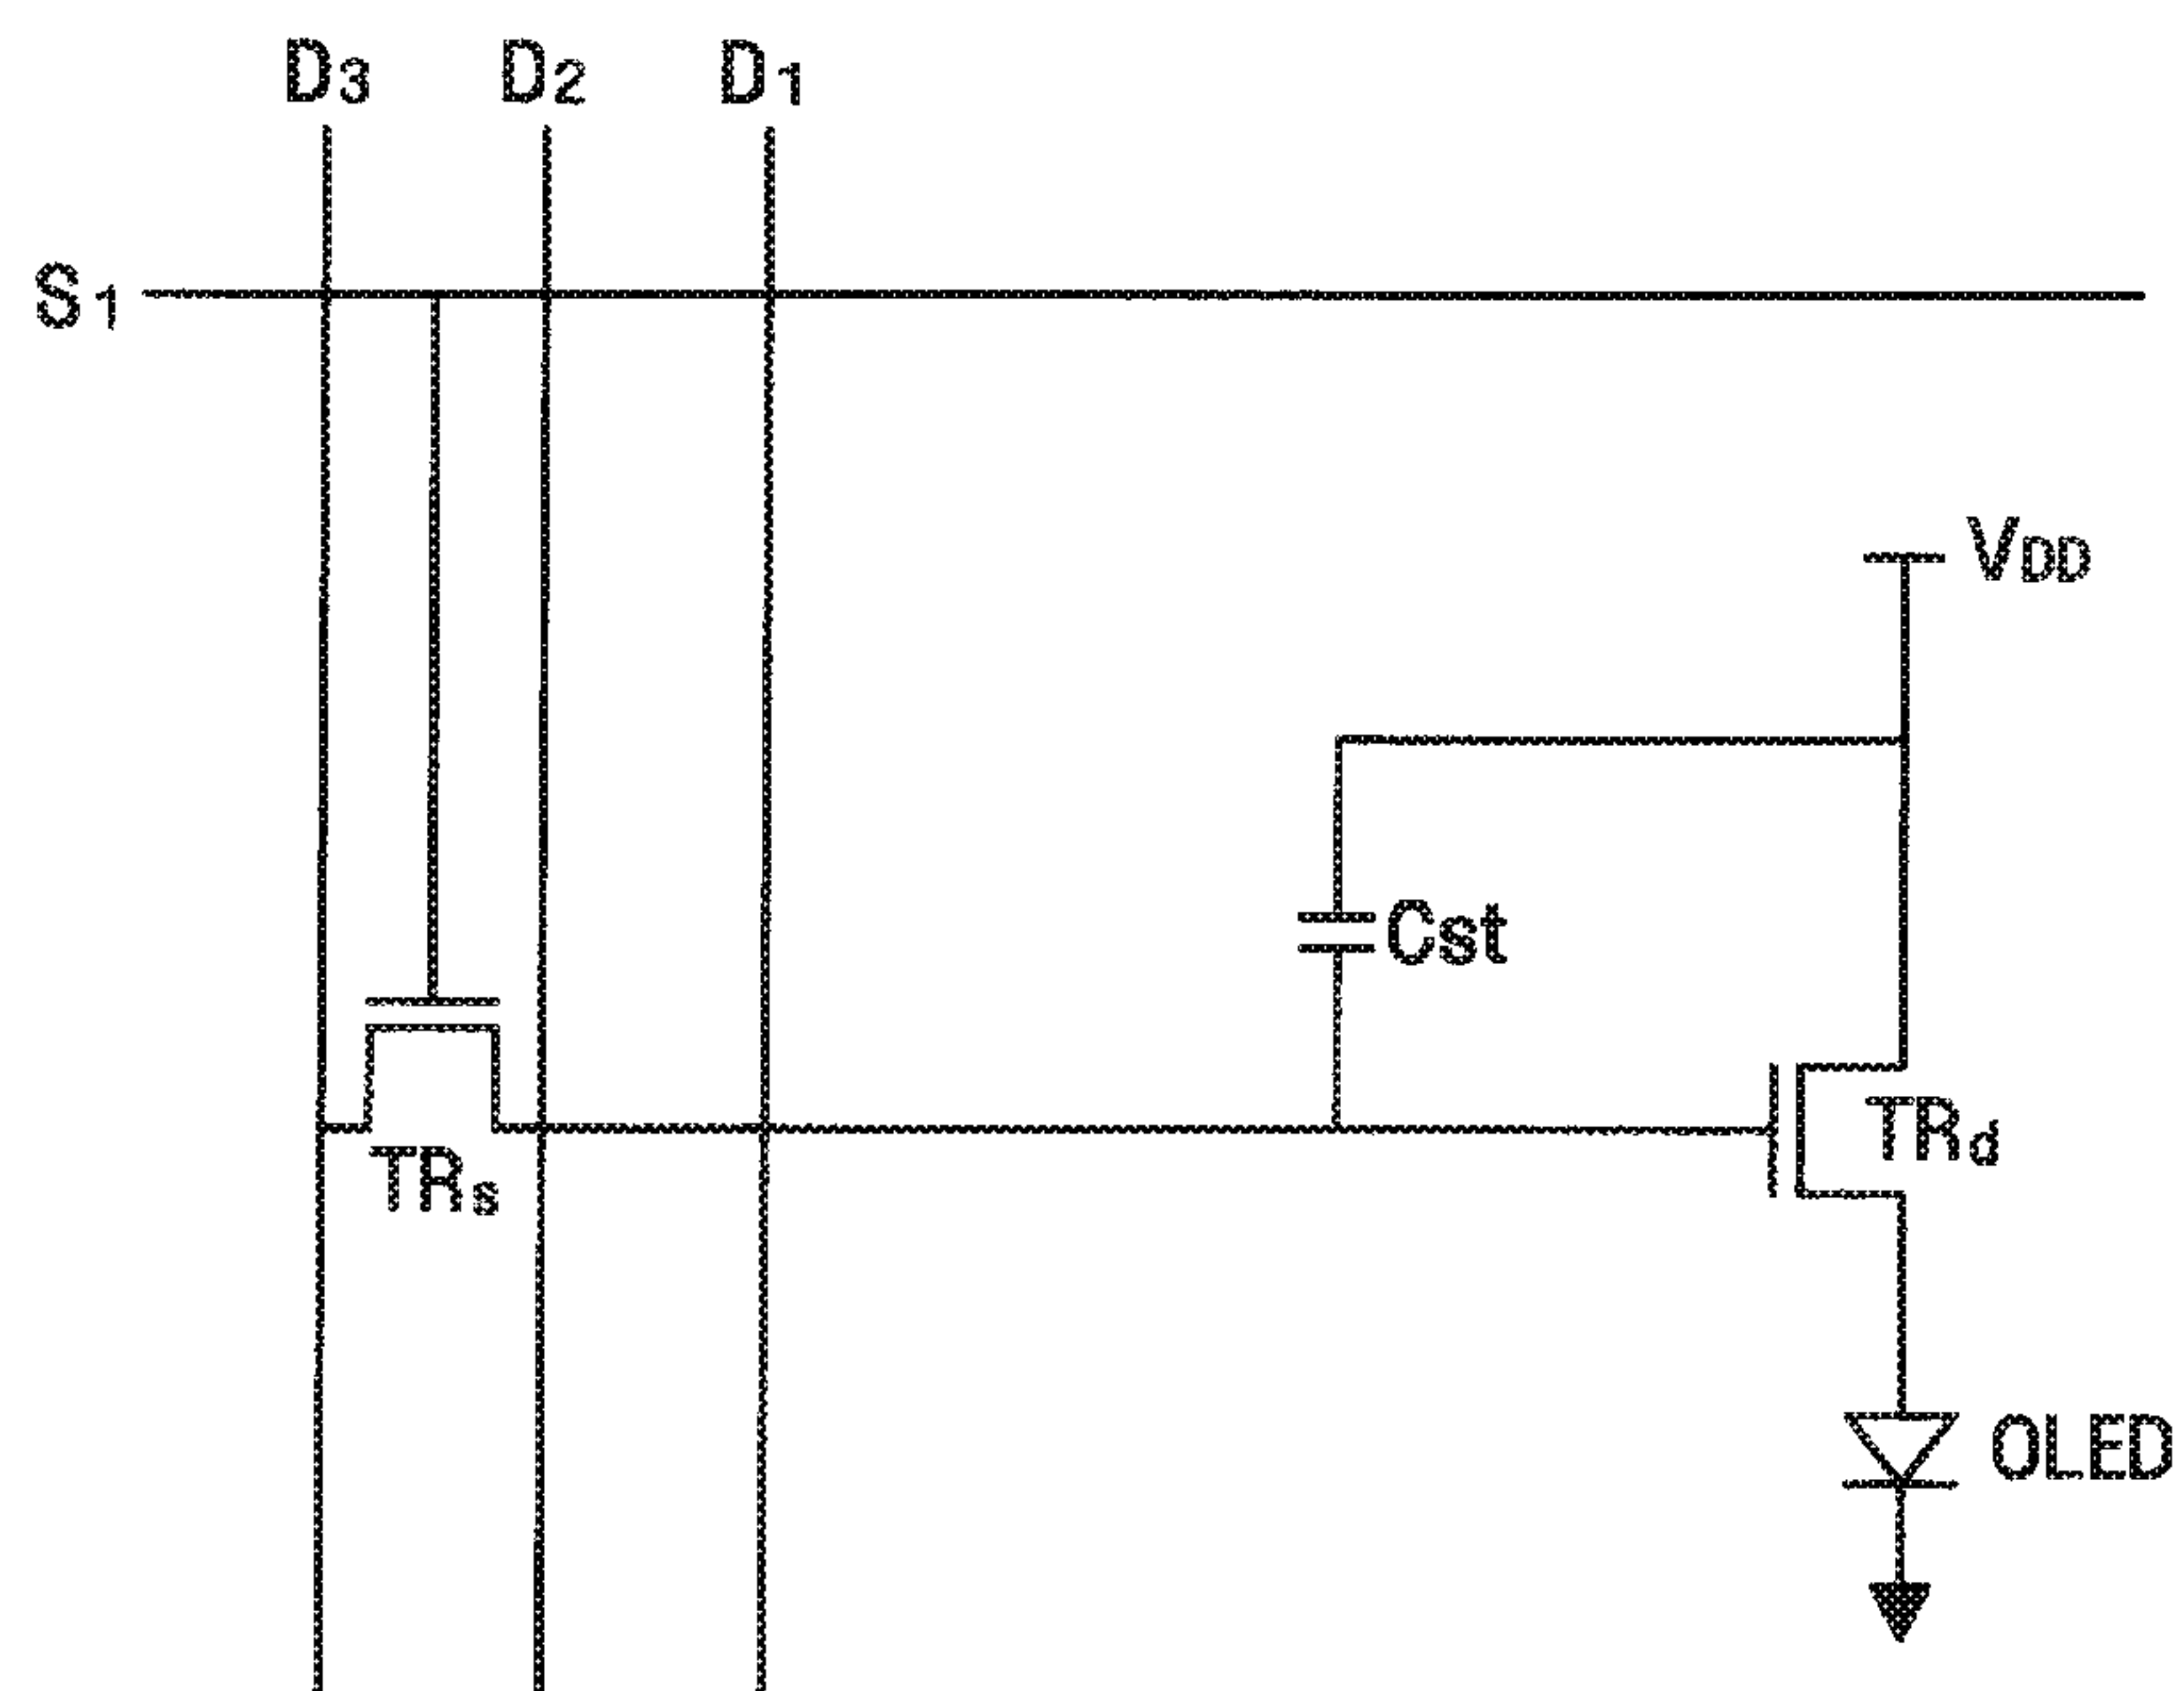 D3 D2 D1
S1
VDD
Cst
TRd
TRs
OLED